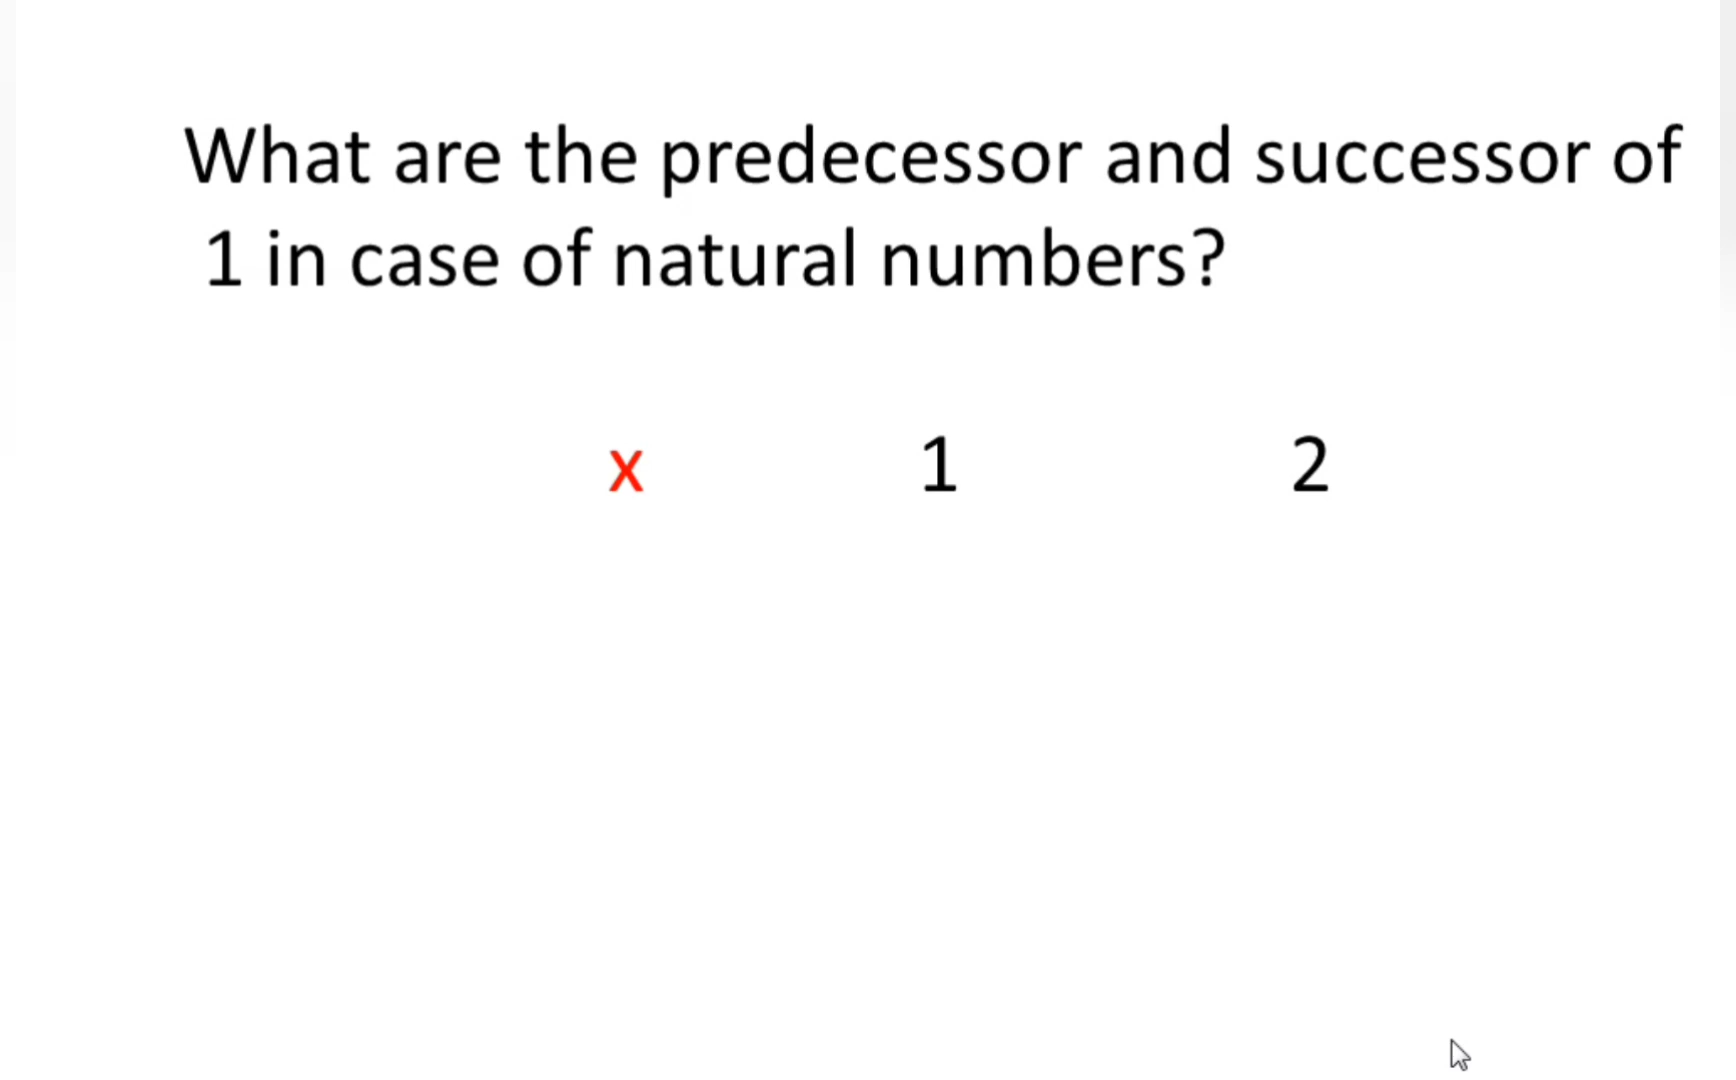 What are the predecessor and successor of
1 in case of natural numbers?
x 1 2